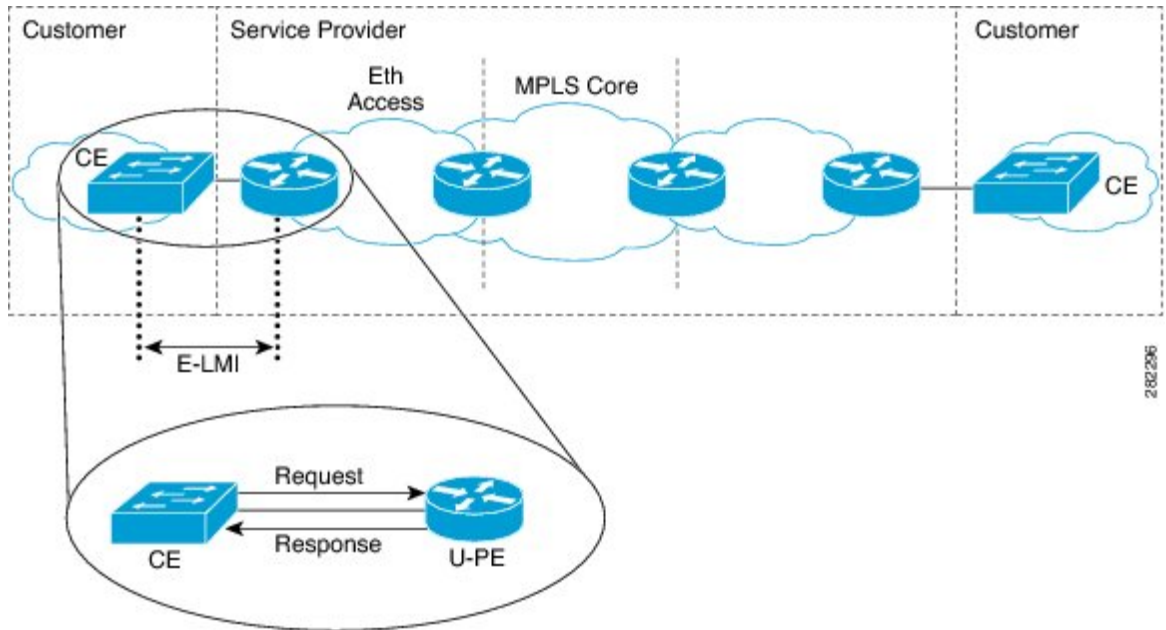 Customer
Service Provider
Customer
Eth
Access
MPLS Core
CE
CE
E-LMI
282296
Request
Response
CE
U-PE